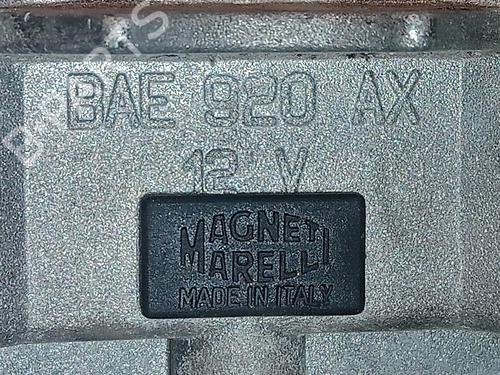 BAE 920 AX
12 V
MAGNETI
MARELLI
MADE IN ITALY